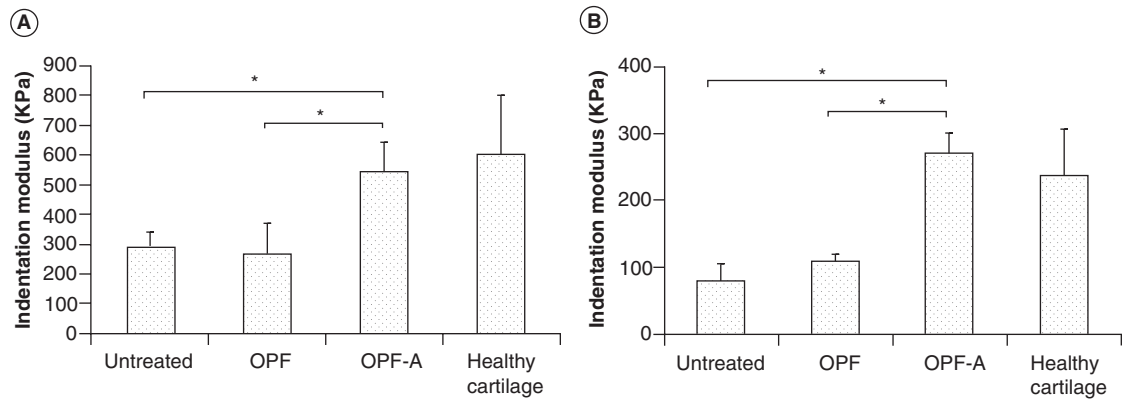 A
Indentation modulus (KPa)
900
800
700
600
500
400
300
200
100
0
*
*
Untreated
OPF
OPF-A
Healthy
cartilage
B
Indentation modulus (KPa)
400
300
200
100
0
*
*
Untreated
OPF
OPF-A
Healthy
cartilage